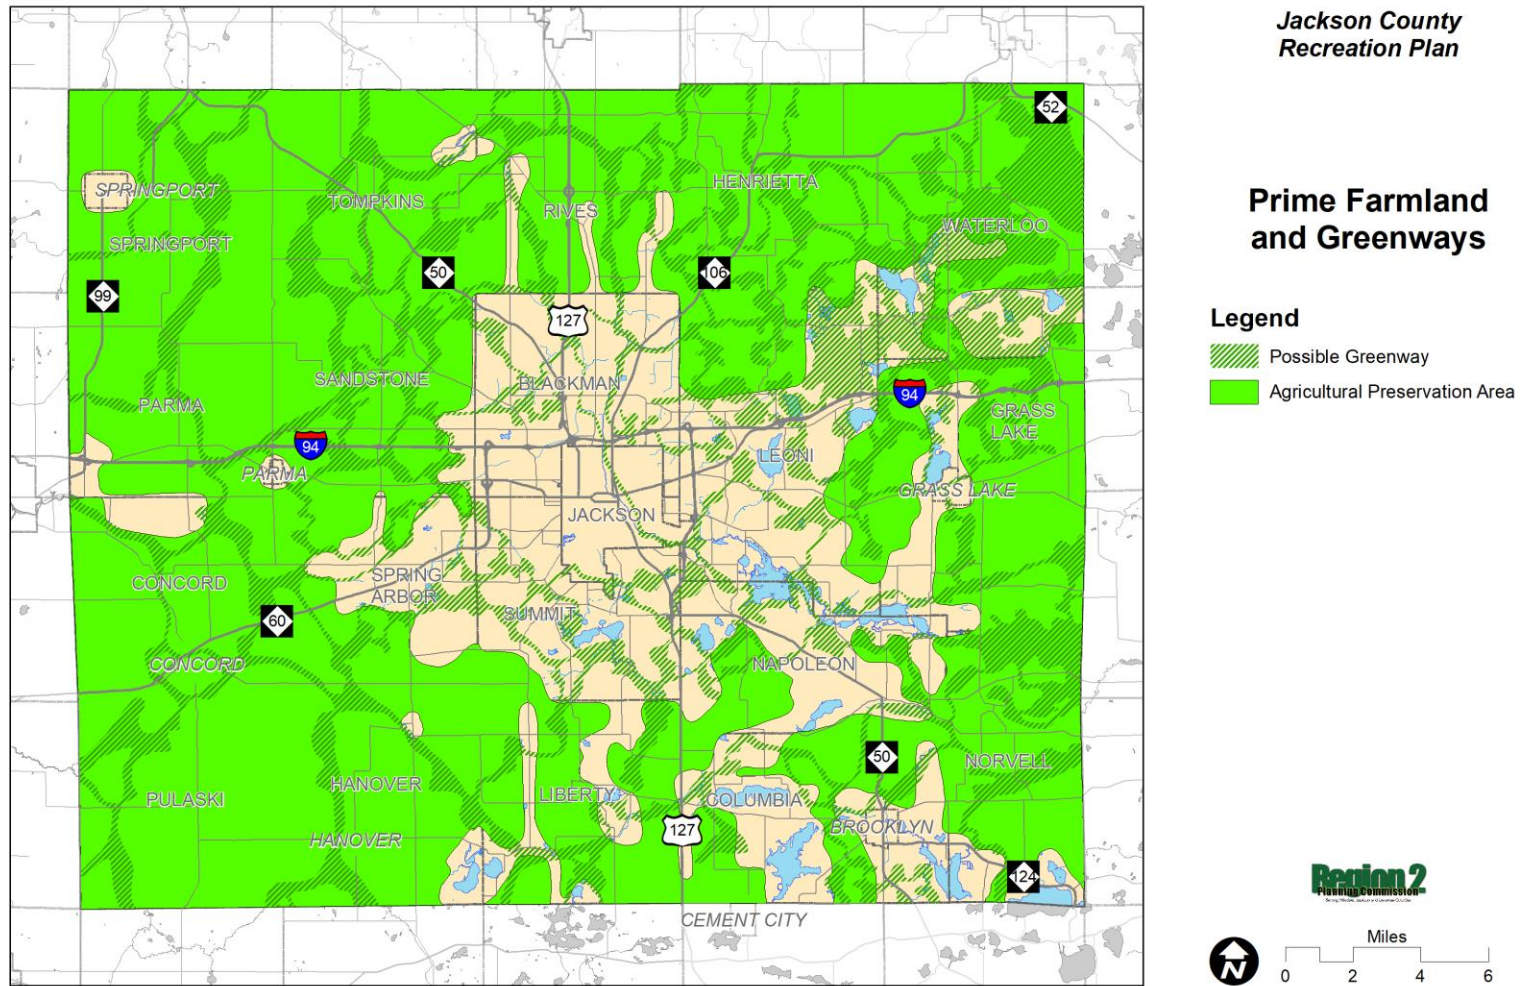 Jackson County
Recreation Plan
Prime Farmland
and Greenways
Legend
Possible Greenway
Agricultural Preservation Area
52
SPRINGPORT
TOMPKINS
RIVES
HENRIETTA
WATERLOO
SPRINGPORT
99
50
106
127
SANDSTONE
BLACKMAN
94
PARMA
GRASS
LAKE
94
PARMA
LEONI
GRASS LAKE
JACKSON
CONCORD
SPRING
ARBOR
SUMMIT
60
CONCORD
NAPOLEON
50
NORVELL
PULASKI
HANOVER
LIBERTY
COLUMBIA
HANOVER
127
BROOKLYN
124
CEMENT CITY
Region 2
Planning Commission
N
Miles
0 2 4 6